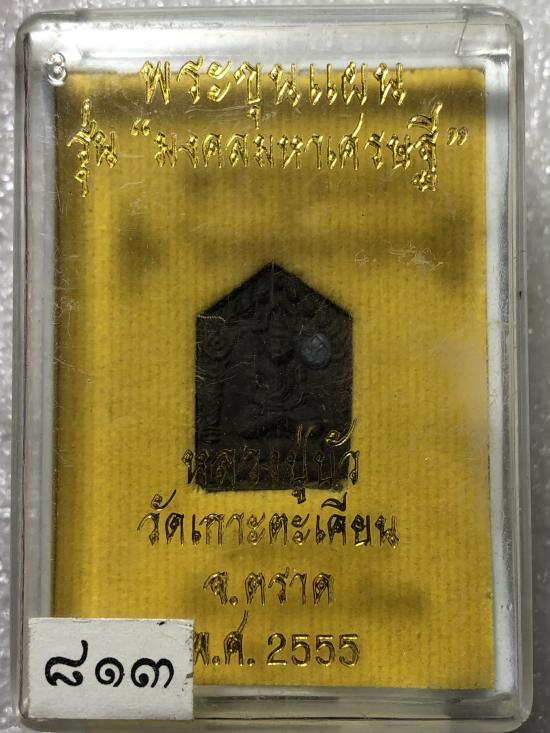 พระขุนแผน
รุ่น “มงคลมหาเศรษฐี”
หลวงปู่บัว
วัดเกาะตะเคียน
จ.ตราด
พ.ศ. 2555
๘๑๓